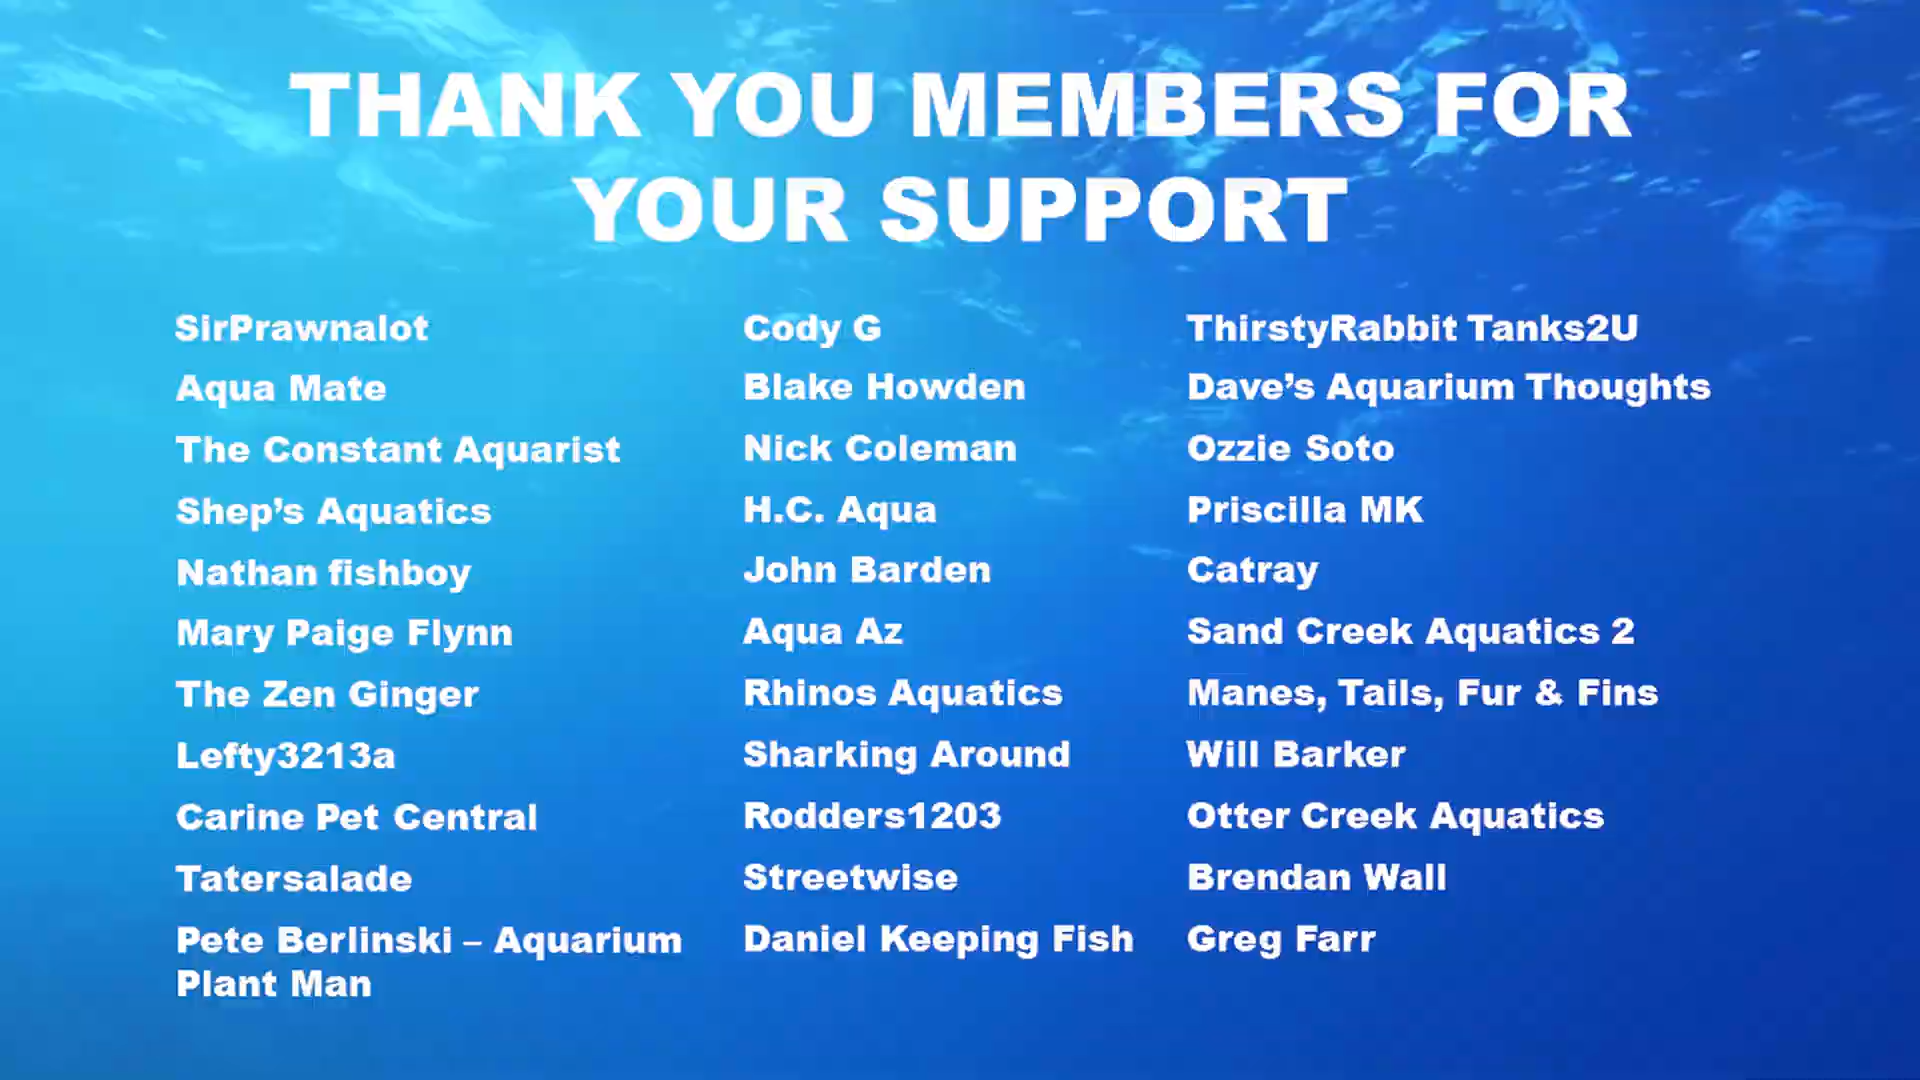 THANK YOU MEMBERS FOR
YOUR SUPPORT
SirPrawnalot
Aqua Mate
The Constant Aquarist
Shep’s Aquatics
Nathan fishboy
Mary Paige Flynn
The Zen Ginger
Lefty3213a
Carine Pet Central
Tatersalade
Pete Berlinski – Aquarium
Plant Man
Cody G
Blake Howden
Nick Coleman
H.C. Aqua
John Barden
Aqua Az
Rhinos Aquatics
Sharking Around
Rodders1203
Streetwise
Daniel Keeping Fish
ThirstyRabbit Tanks2U
Dave’s Aquarium Thoughts
Ozzie Soto
Priscilla MK
Catray
Sand Creek Aquatics 2
Manes, Tails, Fur & Fins
Will Barker
Otter Creek Aquatics
Brendan Wall
Greg Farr